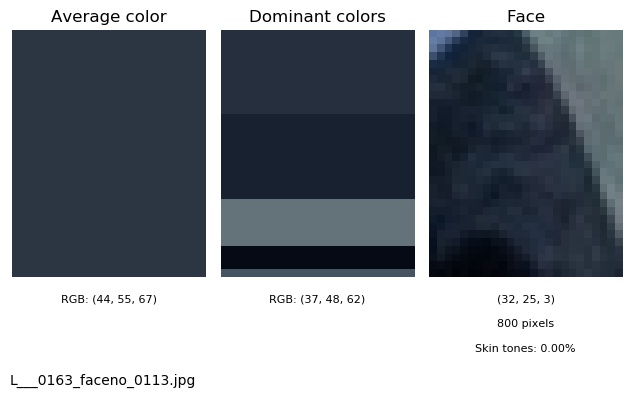 Average color
Dominant colors
Face
RGB: (44, 55, 67)
RGB: (37, 48, 62)
(32, 25, 3)
800 pixels
Skin tones: 0.00%
L___0163_faceno_0113.jpg